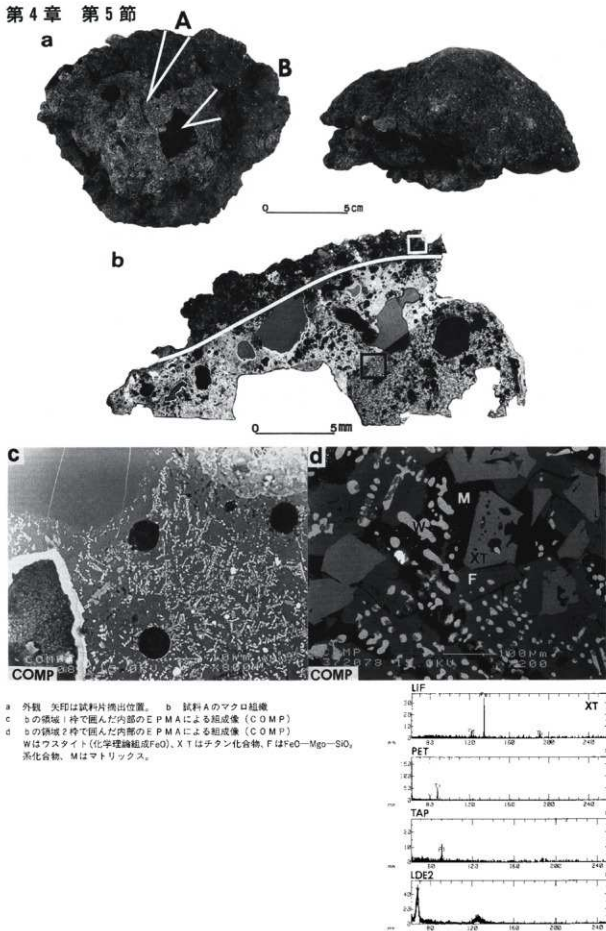 第4章 第5節
a
A
B
0 5cm
b
0 5mm
c
d
M
W
XT
F
COMP
COMP
a 外観 矢印は試料片摘出位置。 b 試料Aのマクロ組織
c bの領域1枠で囲んだ内部のEPMAによる組成像(COMP)
d bの領域2枠で囲んだ内部のEPMAによる組成像(COMP)
Wはウスタイト(化学理論組成FeO)、XTはチタン化合物、FはFeO—Mgo—SiO₂
系化合物、Mはマトリックス。
LIF
XT
PET
TAP
LDE2